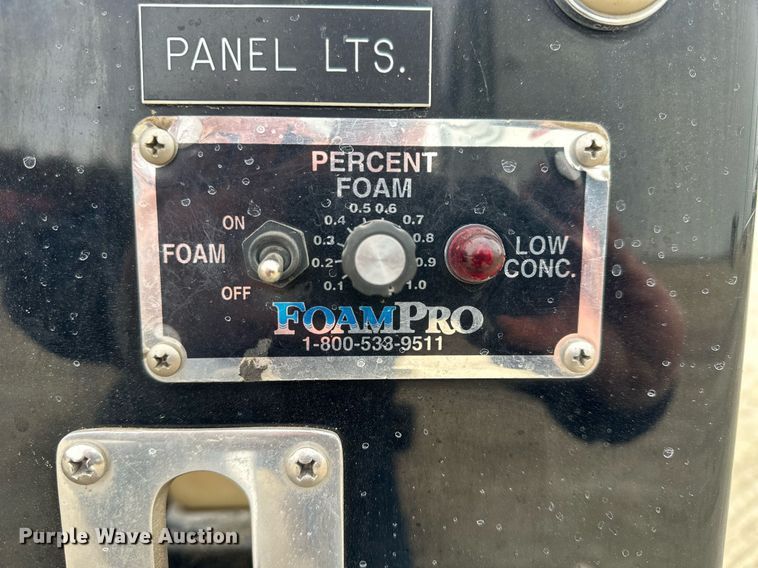 PANEL LTS.
PERCENT
FOAM
0.5 0.6
0.4 0.7
ON
0.3 0.8
FOAM
LOW
0.2 0.9
CONC.
OFF
0.1 1.0
FOAMPRO
1-800-533-9511
Purple Wave Auction